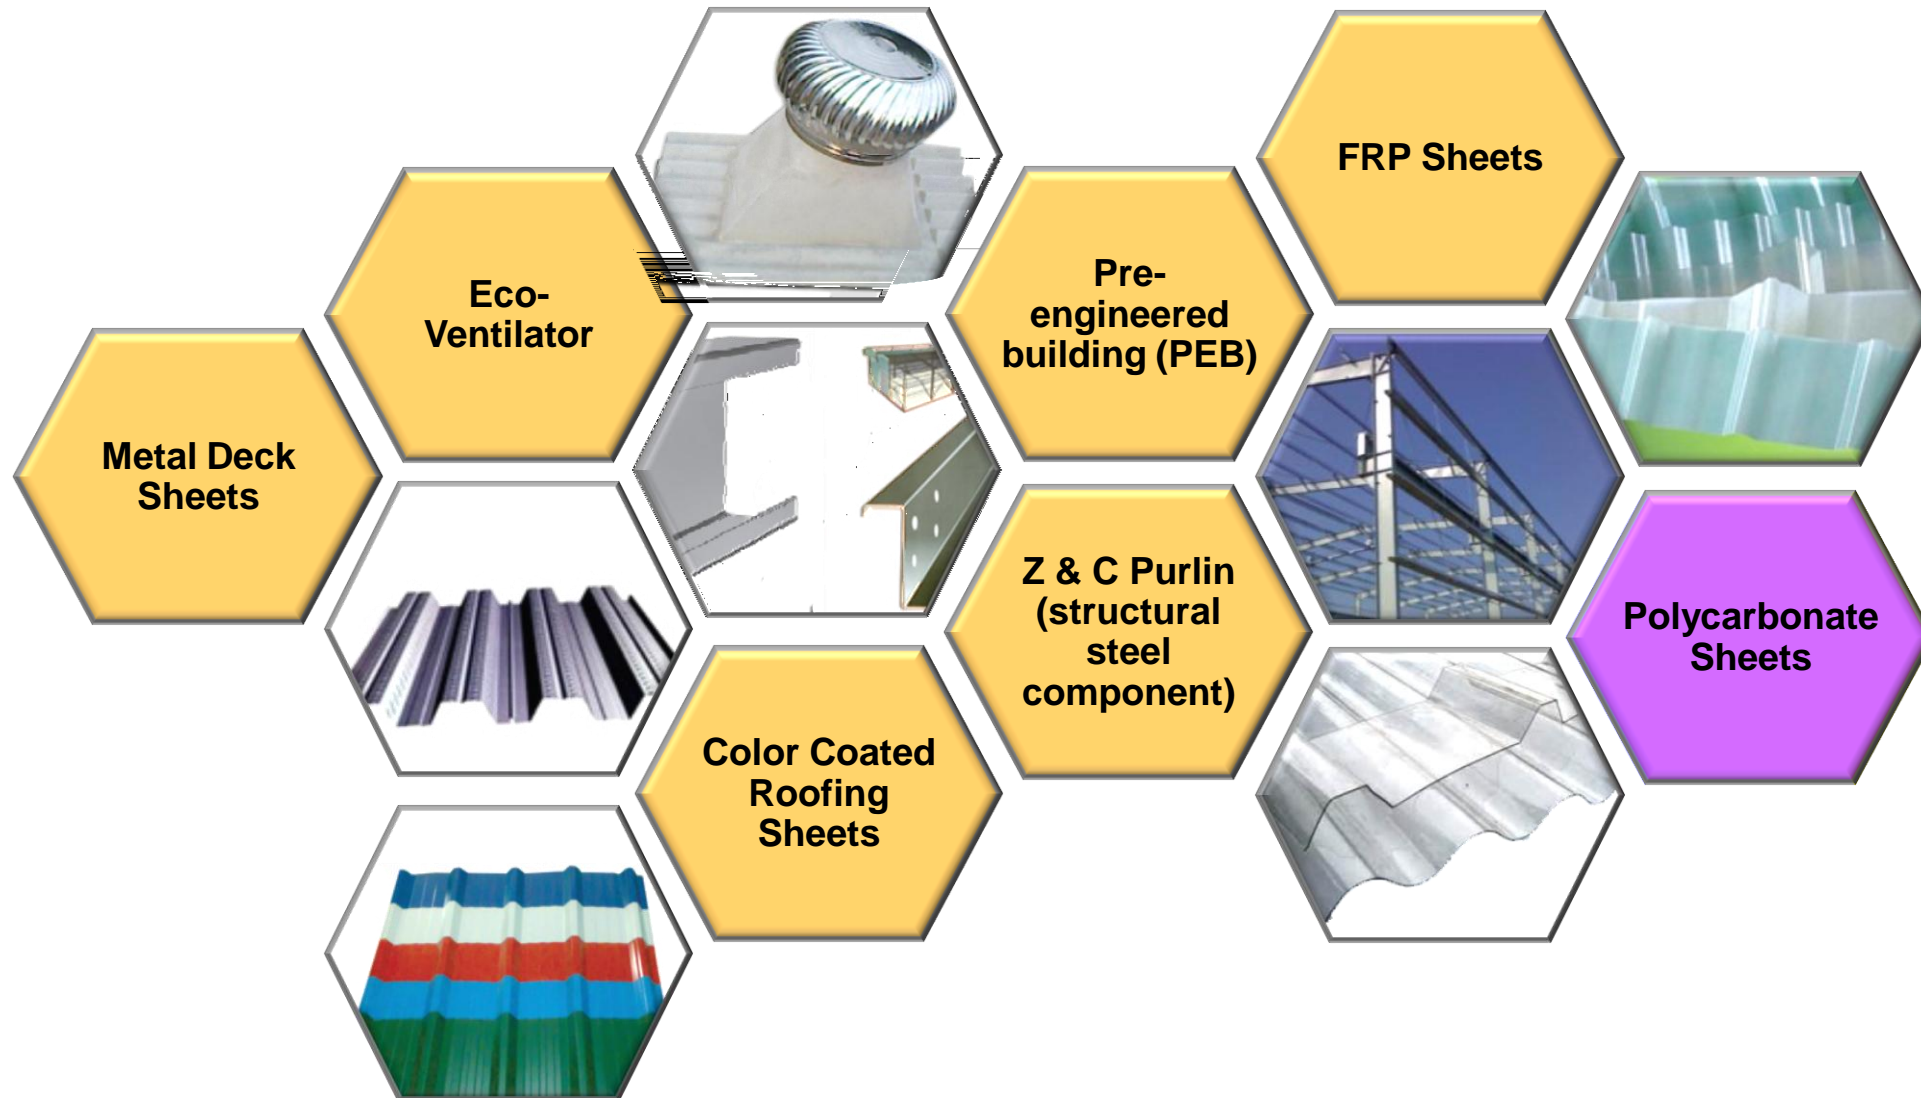 Metal Deck
Sheets
Eco-
Ventilator
Color Coated
Roofing
Sheets
Pre-
engineered
building (PEB)
Z & C Purlin
(structural
steel
component)
FRP Sheets
Polycarbonate
Sheets